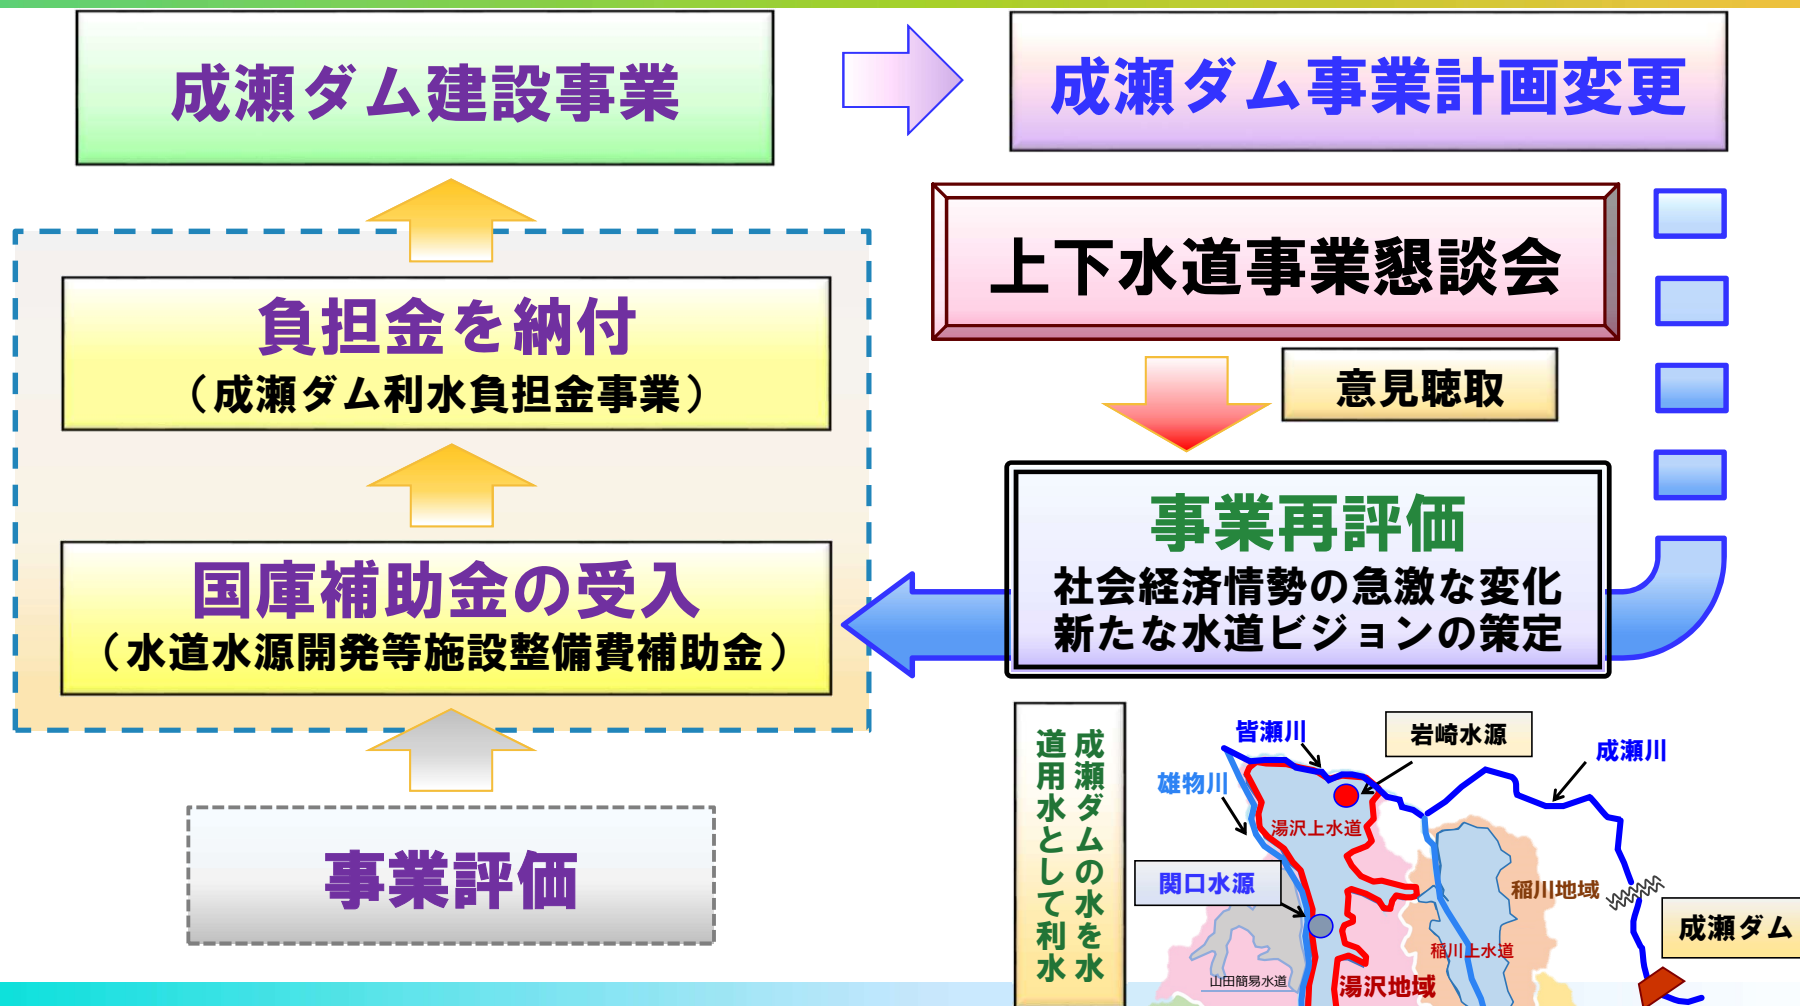 成瀬ダム建設事業
成瀬ダム事業計画変更
負担金を納付
（成瀬ダム利水負担金事業）
国庫補助金の受入
（水道水源開発等施設整備費補助金）
事業評価
上下水道事業懇談会
意見聴取
事業再評価
社会経済情勢の急激な変化
新たな水道ビジョンの策定
成瀬ダムの水を水
道用水として利水
皆瀬川
岩崎水源
成瀬川
雄物川
湯沢上水道
関口水源
稲川地域
成瀬ダム
稲川上水道
山田簡易水道
湯沢地域